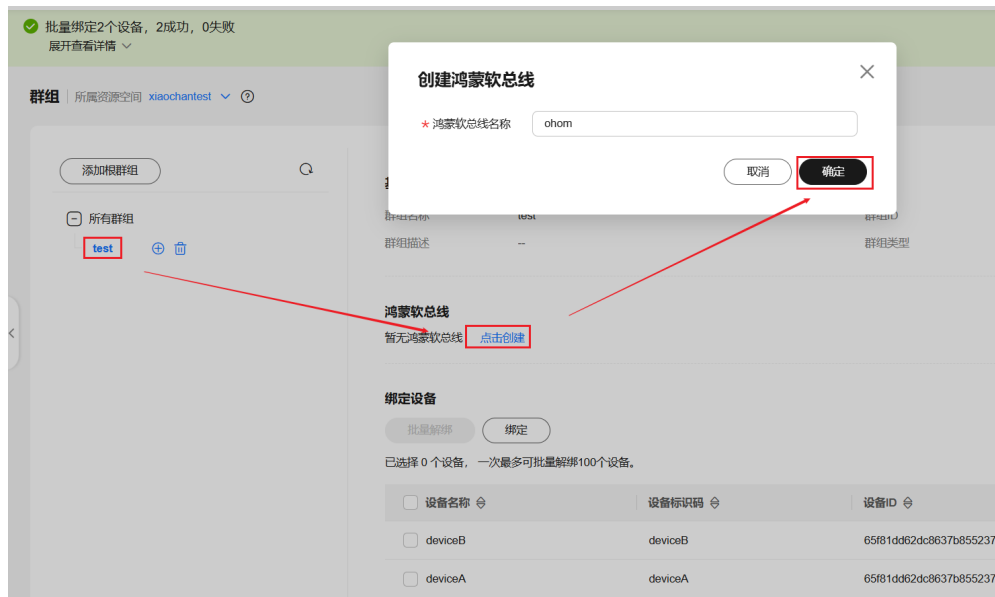 批量绑定2个设备，2成功，0失败
展开查看详情
创建鸿蒙软总线
* 鸿蒙软总线名称 ohom
取消 确定
群组 所属资源空间 xiaochantest
添加根群组
所有群组
test
群组名称 test 群组ID
群组描述 -- 群组类型
鸿蒙软总线
暂无鸿蒙软总线 点击创建
绑定设备
批量解绑 绑定
已选择 0 个设备， 一次最多可批量解绑100个设备。
设备名称 设备标识码 设备ID
deviceB deviceB 65f81dd62dc8637b855237
deviceA deviceA 65f81dd62dc8637b855237